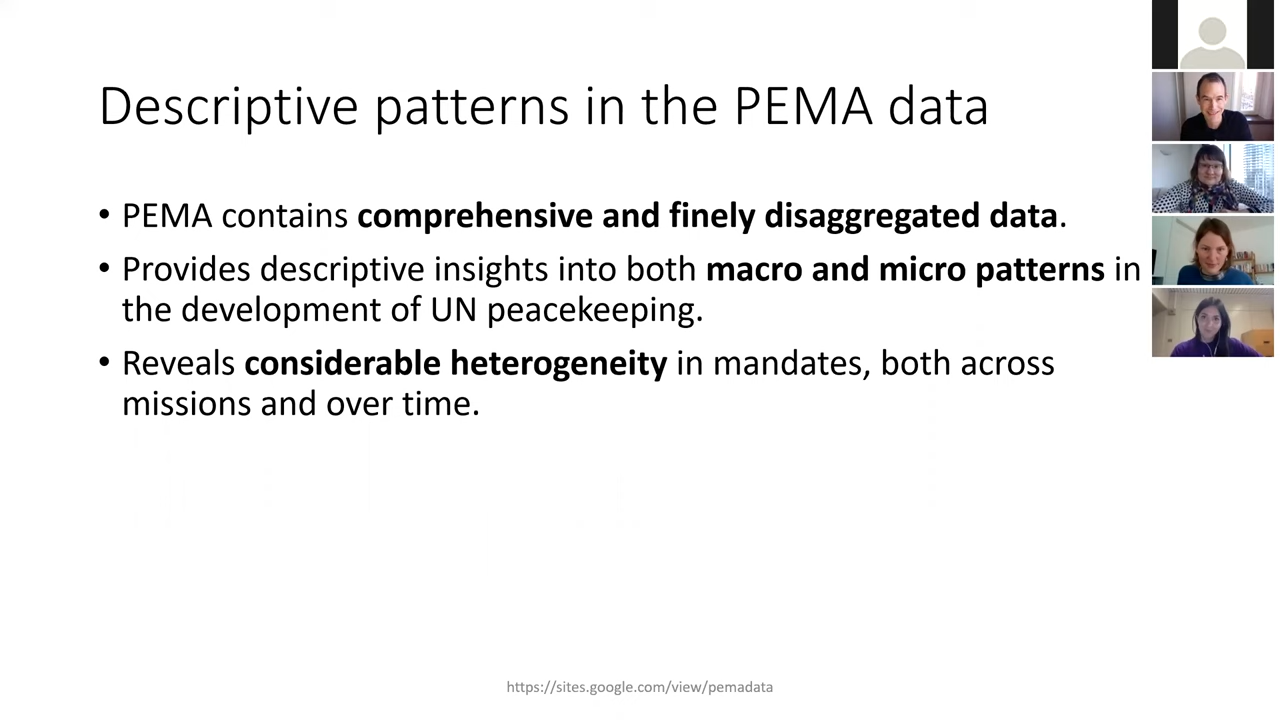 Descriptive patterns in the PEMA data
• PEMA contains comprehensive and finely disaggregated data.
• Provides descriptive insights into both macro and micro patterns in
the development of UN peacekeeping.
• Reveals considerable heterogeneity in mandates, both across
missions and over time.
https://sites.google.com/view/pemadata